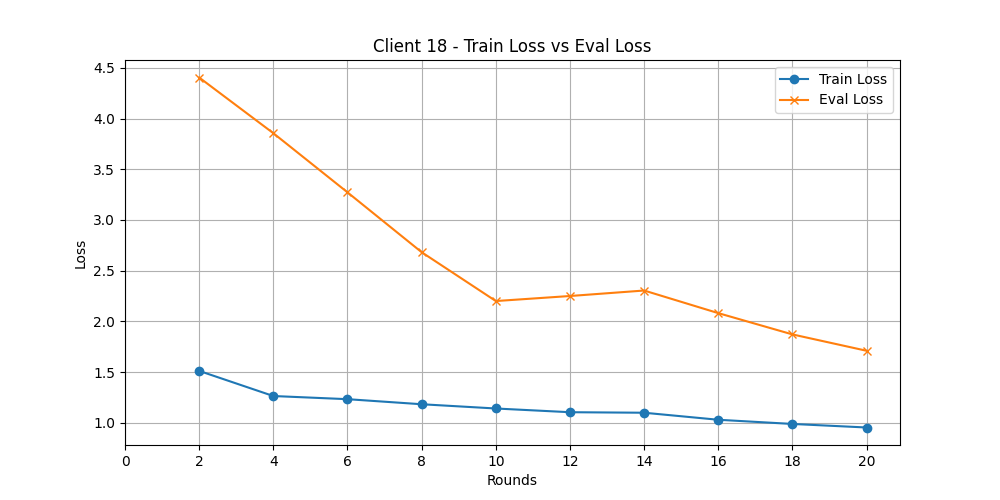 Client 18 - Train Loss vs Eval Loss
Train Loss
Eval Loss
4.5
4.0
3.5
3.0
2.5
2.0
1.5
1.0
Loss
0 2 4 6 8 10 12 14 16 18 20
Rounds